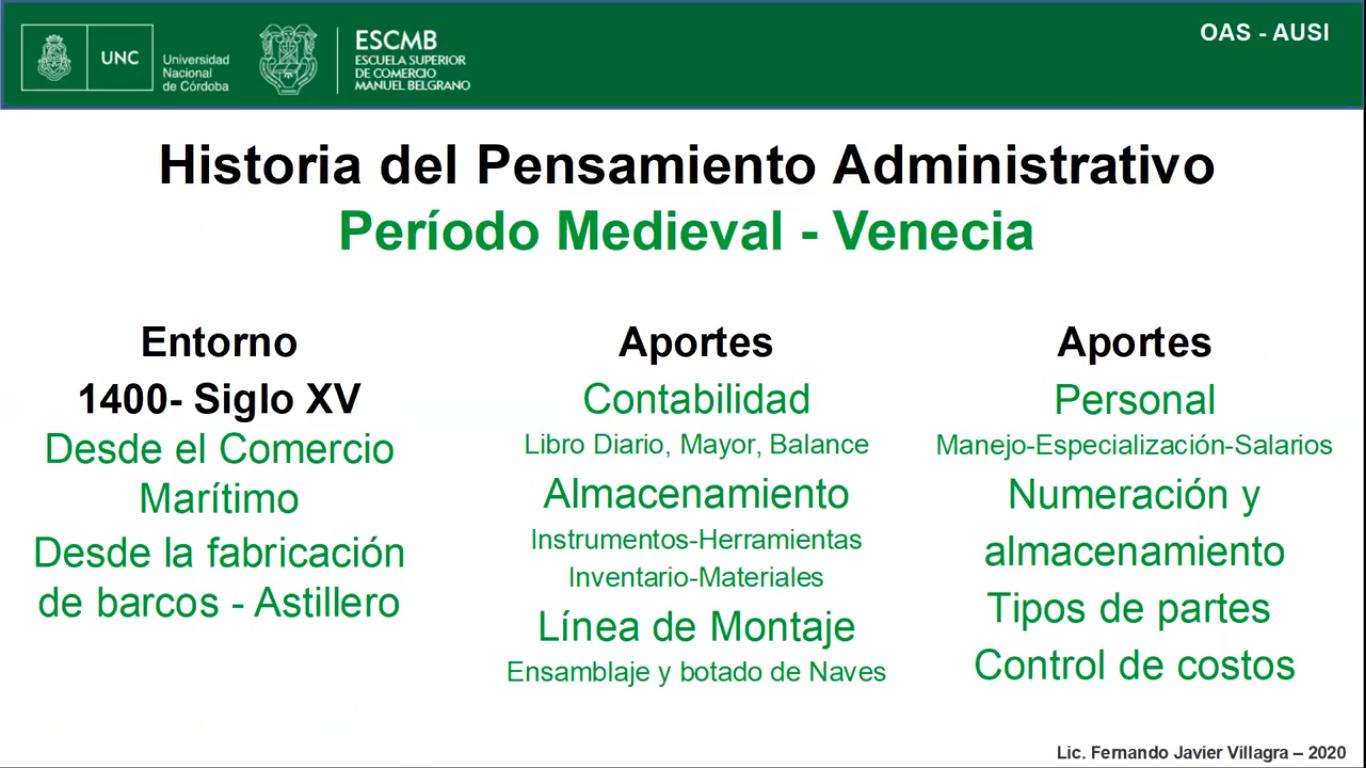 UNC
Universidad
Nacional
de Córdoba
ESCMB
ESCUELA SUPERIOR
DE COMERCIO
MANUEL BELGRANO
OAS - AUSI
Historia del Pensamiento Administrativo
Período Medieval - Venecia
Entorno
1400- Siglo XV
Desde el Comercio
Marítimo
Desde la fabricación
de barcos - Astillero
Aportes
Contabilidad
Libro Diario, Mayor, Balance
Almacenamiento
Instrumentos-Herramientas
Inventario-Materiales
Línea de Montaje
Ensamblaje y botado de Naves
Aportes
Personal
Manejo-Especialización-Salarios
Numeración y
almacenamiento
Tipos de partes
Control de costos
Lic. Fernando Javier Villagra – 2020